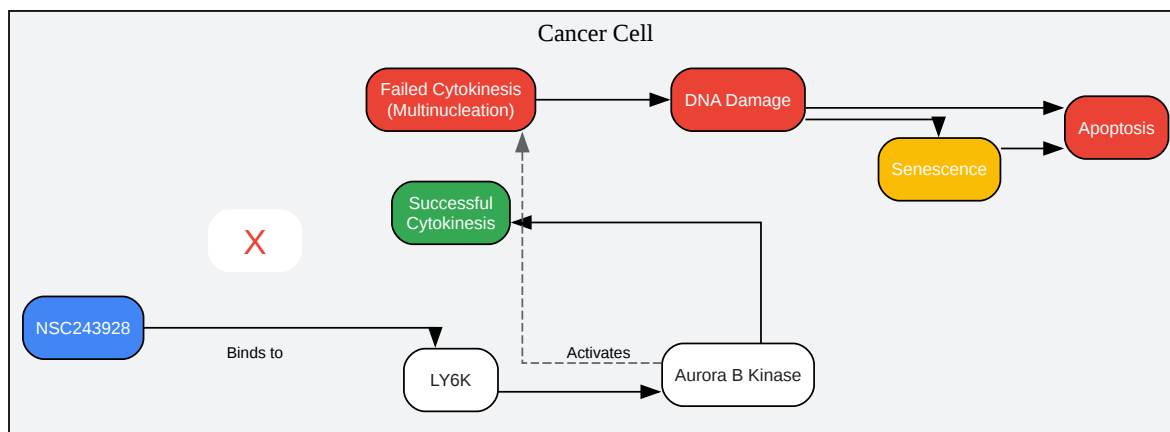 Cancer Cell
Failed Cytokinesis
(Multinucleation)
DNA Damage
Apoptosis
Senescence
Successful
Cytokinesis
X
NSC243928
Binds to
Activates
LY6K
Aurora B Kinase